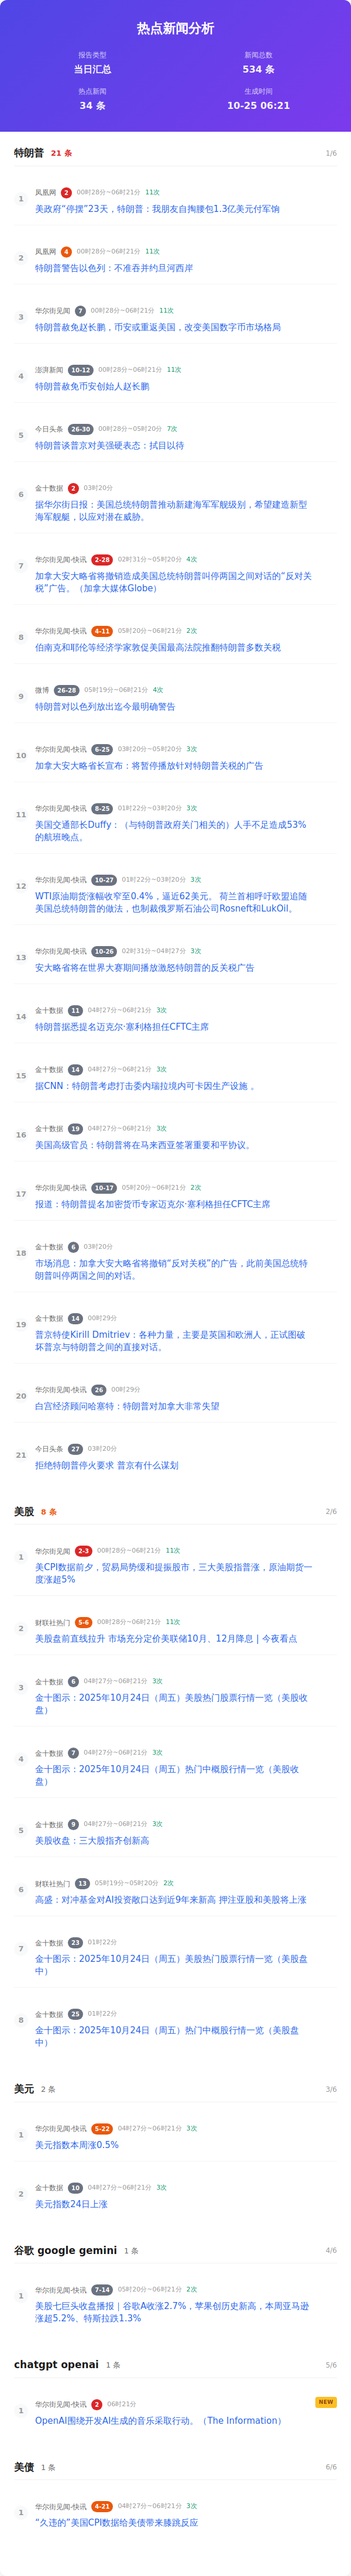 热点新闻分析
报告类型
新闻总数
当日汇总
534 条
热点新闻
生成时间
34 条
10-25 06:21
特朗普 21 条 1/6
1
凤凰网 2 00时28分~06时21分 11次
美政府“停摆”23天，特朗普：我朋友自掏腰包1.3亿美元付军饷
2
凤凰网 4 00时28分~06时21分 11次
特朗普警告以色列：不准吞并约旦河西岸
3
华尔街见闻 7 00时28分~06时21分 11次
特朗普赦免赵长鹏，币安或重返美国，改变美国数字币市场格局
4
澎湃新闻 10-12 00时28分~06时21分 11次
特朗普赦免币安创始人赵长鹏
5
今日头条 26-30 00时28分~05时20分 7次
特朗普谈普京对美强硬表态：拭目以待
6
金十数据 2 03时20分
据华尔街日报：美国总统特朗普推动新建海军军舰级别，希望建造新型
海军舰艇，以应对潜在威胁。
7
华尔街见闻-快讯 2-28 02时31分~05时20分 4次
加拿大安大略省将撤销造成美国总统特朗普叫停两国之间对话的“反对关
税”广告。（加拿大媒体Globe）
8
华尔街见闻-快讯 4-11 05时20分~06时21分 2次
伯南克和耶伦等经济学家敦促美国最高法院推翻特朗普多数关税
9
微博 26-28 05时19分~06时21分 4次
特朗普对以色列放出迄今最明确警告
10
华尔街见闻-快讯 6-25 03时20分~05时20分 3次
加拿大安大略省长宣布：将暂停播放针对特朗普关税的广告
11
华尔街见闻-快讯 8-25 01时22分~03时20分 3次
美国交通部长Duffy：（与特朗普政府关门相关的）人手不足造成53%
的航班晚点。
12
华尔街见闻-快讯 10-27 01时22分~03时20分 3次
WTI原油期货涨幅收窄至0.4%，逼近62美元。 荷兰首相呼吁欧盟追随
美国总统特朗普的做法，也制裁俄罗斯石油公司Rosneft和LukOil。
13
华尔街见闻-快讯 10-26 02时31分~04时27分 3次
安大略省将在世界大赛期间播放激怒特朗普的反关税广告
14
金十数据 11 04时27分~06时21分 3次
特朗普据悉提名迈克尔·塞利格担任CFTC主席
15
金十数据 14 04时27分~06时21分 3次
据CNN：特朗普考虑打击委内瑞拉境内可卡因生产设施 。
16
金十数据 19 04时27分~06时21分 3次
美国高级官员：特朗普将在马来西亚签署重要和平协议。
17
华尔街见闻-快讯 10-17 05时20分~06时21分 2次
报道：特朗普提名加密货币专家迈克尔·塞利格担任CFTC主席
18
金十数据 6 03时20分
市场消息：加拿大安大略省将撤销“反对关税”的广告，此前美国总统特
朗普叫停两国之间的对话。
19
金十数据 14 00时29分
普京特使Kirill Dmitriev：各种力量，主要是英国和欧洲人，正试图破
坏普京与特朗普之间的直接对话。
20
华尔街见闻-快讯 26 00时29分
白宫经济顾问哈塞特：特朗普对加拿大非常失望
21
今日头条 27 03时20分
拒绝特朗普停火要求 普京有什么谋划
美股 8 条 2/6
1
华尔街见闻 2-3 00时28分~06时21分 11次
美CPI数据前夕，贸易局势缓和提振股市，三大美股指普涨，原油期货一
度涨超5%
2
财联社热门 5-6 00时28分~06时21分 11次
美股盘前直线拉升 市场充分定价美联储10月、12月降息 | 今夜看点
3
金十数据 6 04时27分~06时21分 3次
金十图示：2025年10月24日（周五）美股热门股票行情一览（美股收
盘）
4
金十数据 7 04时27分~06时21分 3次
金十图示：2025年10月24日（周五）热门中概股行情一览（美股收
盘）
5
金十数据 9 04时27分~06时21分 3次
美股收盘：三大股指齐创新高
6
财联社热门 13 05时19分~05时20分 2次
高盛：对冲基金对AI投资敞口达到近9年来新高 押注亚股和美股将上涨
7
金十数据 23 01时22分
金十图示：2025年10月24日（周五）美股热门股票行情一览（美股盘
中）
8
金十数据 25 01时22分
金十图示：2025年10月24日（周五）热门中概股行情一览（美股盘
中）
美元 2 条 3/6
1
华尔街见闻-快讯 5-22 04时27分~06时21分 3次
美元指数本周涨0.5%
2
金十数据 10 04时27分~06时21分 3次
美元指数24日上涨
谷歌 google gemini 1 条 4/6
1
华尔街见闻-快讯 7-14 05时20分~06时21分 2次
美股七巨头收盘播报｜谷歌A收涨2.7%，苹果创历史新高，本周亚马逊
涨超5.2%、特斯拉跌1.3%
chatgpt openai 1 条 5/6
1
华尔街见闻-快讯 2 06时21分 NEW
OpenAI围绕开发AI生成的音乐采取行动。（The Information）
美债 1 条 6/6
1
华尔街见闻-快讯 4-21 04时27分~06时21分 3次
“久违的”美国CPI数据给美债带来膝跳反应